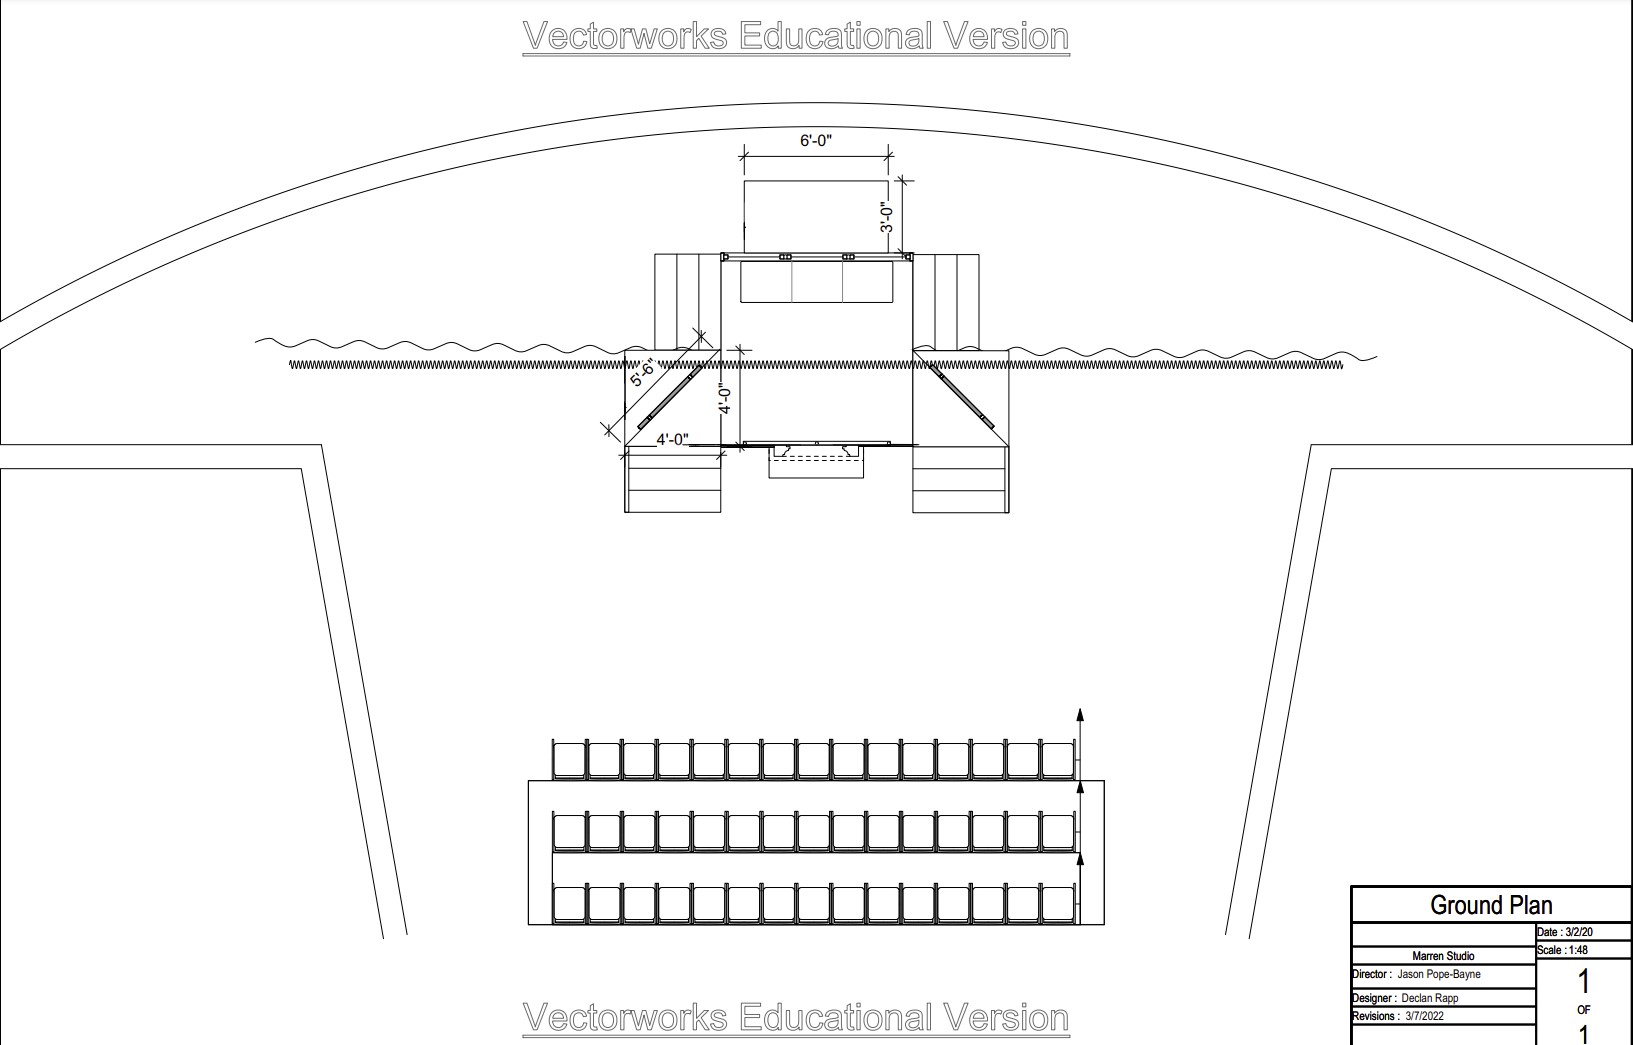 Vectorworks Educational Version
6'-0"
3'-0"
5'-6"
4'-0"
4'-0"
Ground Plan
Date : 3/2/20
Marren Studio
Scale : 1:48
Director : Jason Pope-Bayne
1
Designer : Declan Rapp
OF
Revisions : 3/7/2022
1
Vectorworks Educational Version